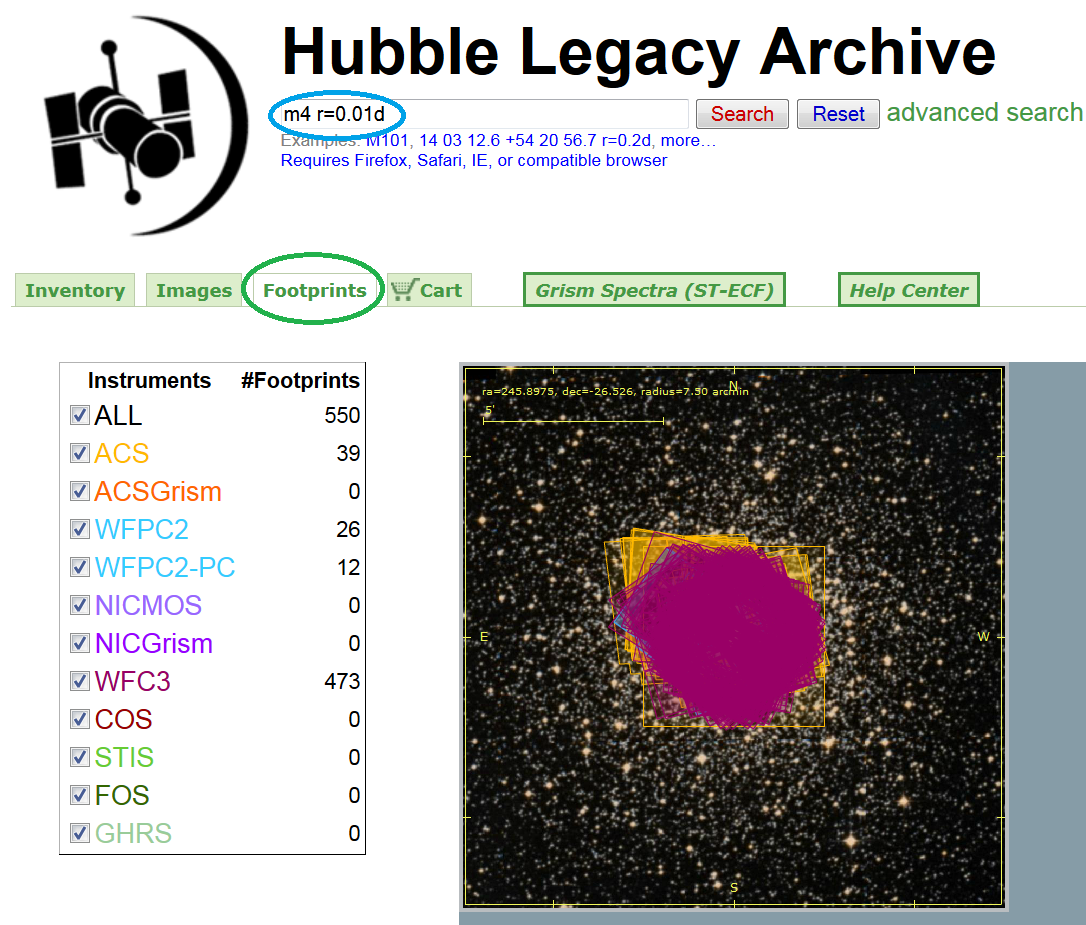 Hubble Legacy Archive
m4 r=0.01d Search Reset advanced search
Examples: M101, 14 03 12.6 +54 20 56.7 r=0.2d, more...
Requires Firefox, Safari, IE, or compatible browser
Inventory Images Footprints Cart Grism Spectra (ST-ECF) Help Center
Instruments #Footprints
ALL 550
ACS 39
ACSGrism 0
WFPC2 26
WFPC2-PC 12
NICMOS 0
NICGrism 0
WFC3 473
COS 0
STIS 0
FOS 0
GHRS 0
N
ra=245.8975, dec=-26.526, radius=7.50 arcmin
5'
E W
S